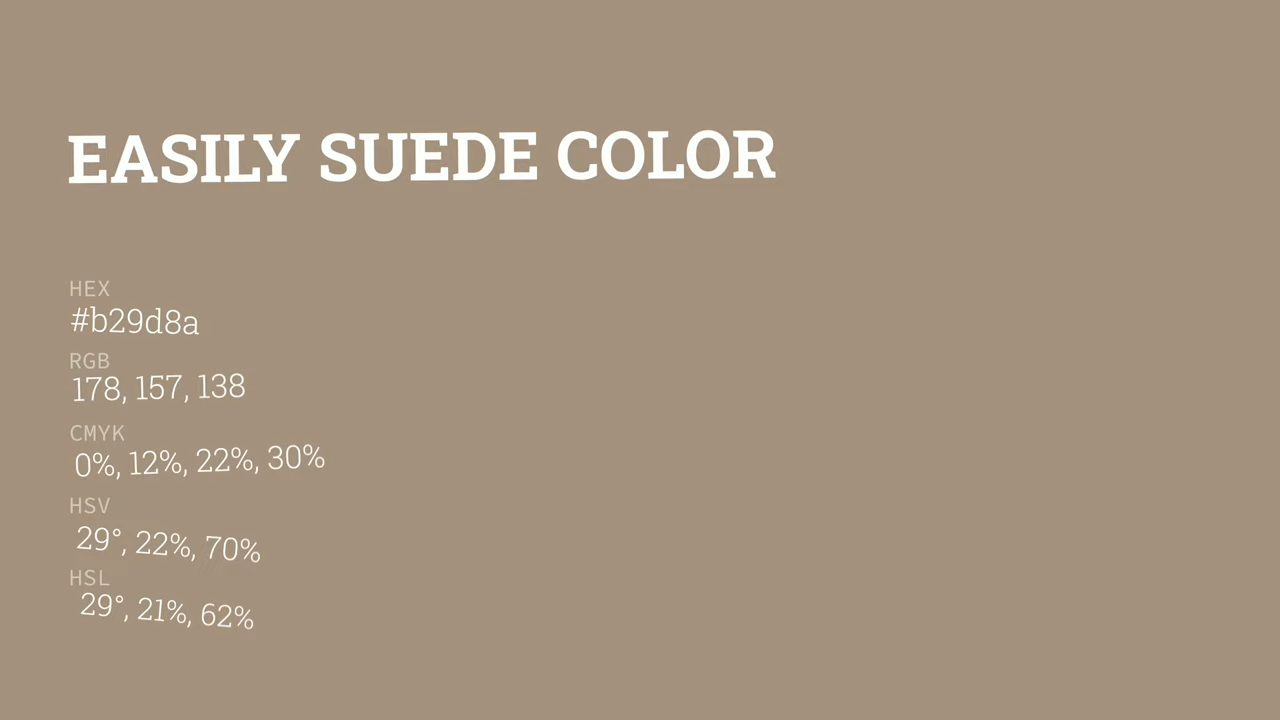 EASILY SUEDE COLOR
HEX
#b29d8a
RGB
178, 157, 138
CMYK
0%, 12%, 22%, 30%
HSV
29°, 22%, 70%
HSL
29°, 21%, 62%